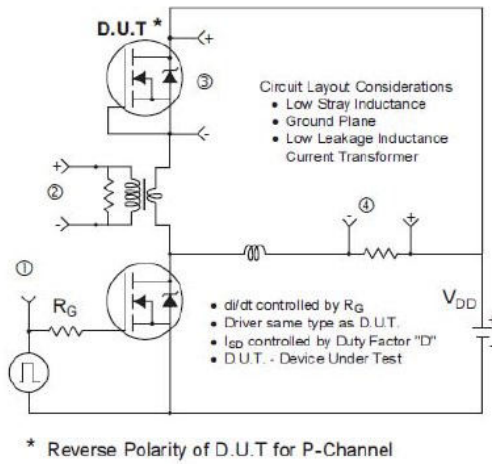 D.U.T *
+
③
-
Circuit Layout Considerations
• Low Stray Inductance
• Ground Plane
• Low Leakage Inductance
Current Transformer
+
②
-
④
-
+
①
RG
VDD
+
-
• di/dt controlled by RG
• Driver same type as D.U.T.
• ISD controlled by Duty Factor "D"
• D.U.T. - Device Under Test
* Reverse Polarity of D.U.T for P-Channel